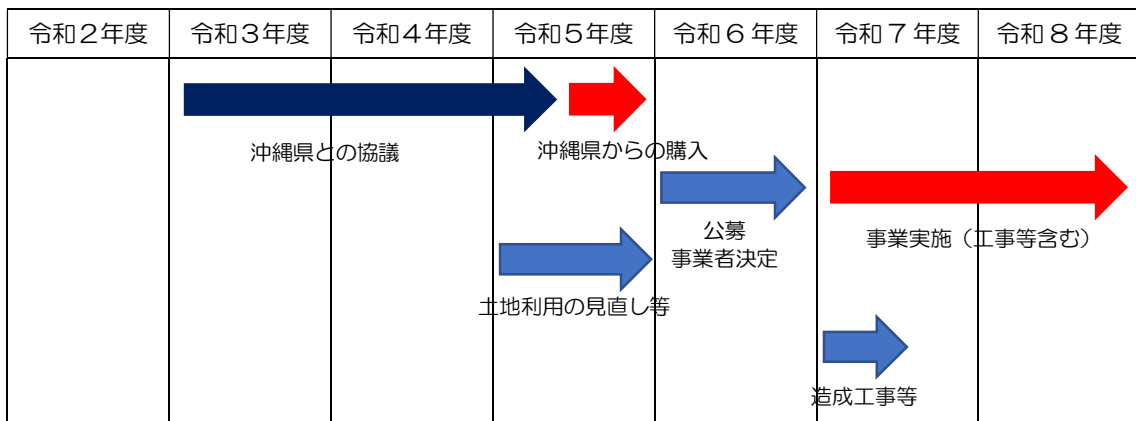 令和２年度 令和３年度 令和４年度 令和５年度 令和６年度 令和７年度 令和８年度
沖縄県との協議
沖縄県からの購入
公募
事業者決定
事業実施（工事等含む）
土地利用の見直し等
造成工事等